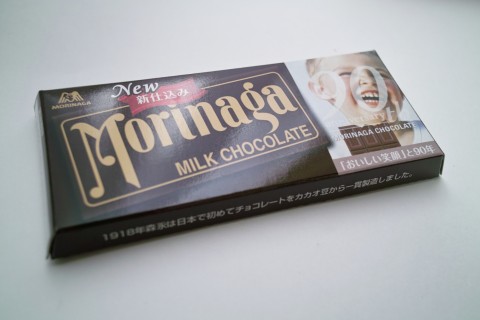 MORINAGA
New
新仕込み
Morinaga
MILK CHOCOLATE
90
RINAGA CHOCOLATE
「おいしい笑顔」と90年
1918年森永は日本で初めてチョコレートをカカオ豆から一貫製造しました。